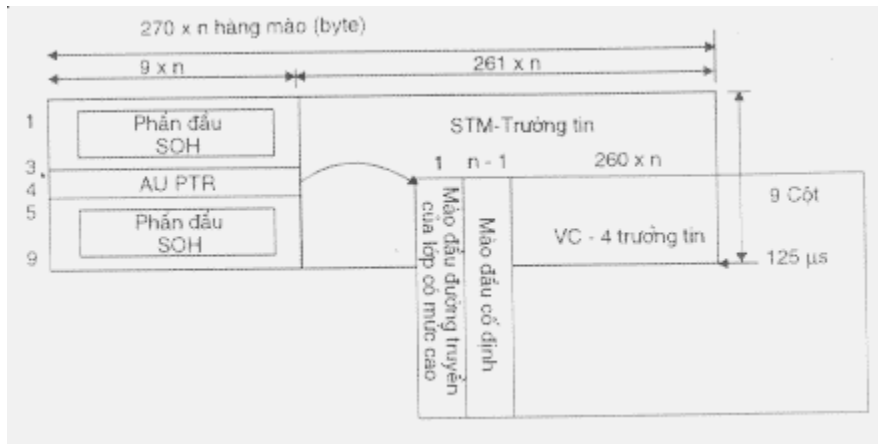 270 x n hàng mào (byte)
9 x n
261 x n
1
Phần đầu
SOH
STM-Trường tin
3
4
AU PTR
1
n - 1
260 x n
5
Phần đầu
SOH
9
Mào đầu đường truyền
của lớp có mức cao
Mào đầu cố định
VC - 4 trương tin
9 Cột
125 µs